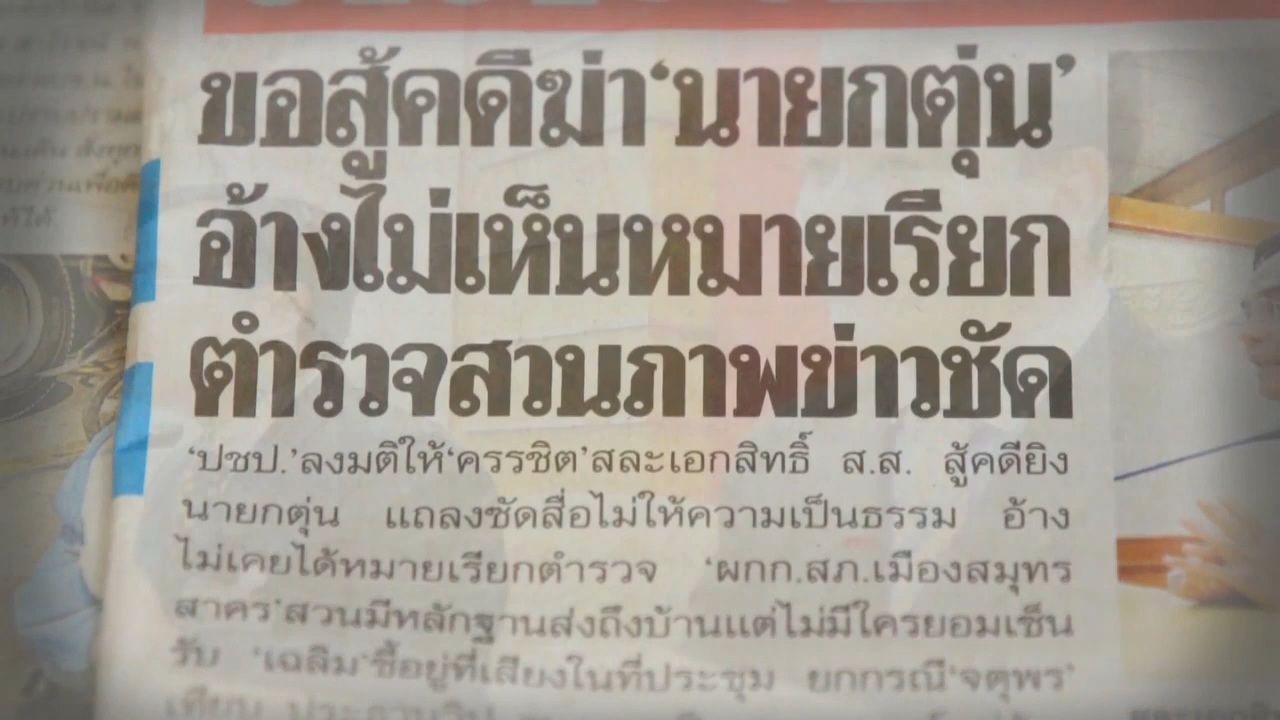 ขอสู้คดีฆ่า‘นายกตุ่น’
อ้างไม่เห็นหมายเรียก
ตำรวจสวนภาพข่าวชัด
‘ปชป.’ลงมติให้‘ครรชิต’สละเอกสิทธิ์ ส.ส. สู้คดียิง
นายกตุ่น แถลงซัดสื่อไม่ให้ความเป็นธรรม อ้าง
ไม่เคยได้หมายเรียกตำรวจ ‘ผกก.สภ.เมืองสมุทร
สาคร’สวนมีหลักฐานส่งถึงบ้านแต่ไม่มีใครยอมเซ็น
รับ ‘เฉลิม’ชี้อยู่ที่เสียงในที่ประชุม ยกกรณี‘จตุพร’